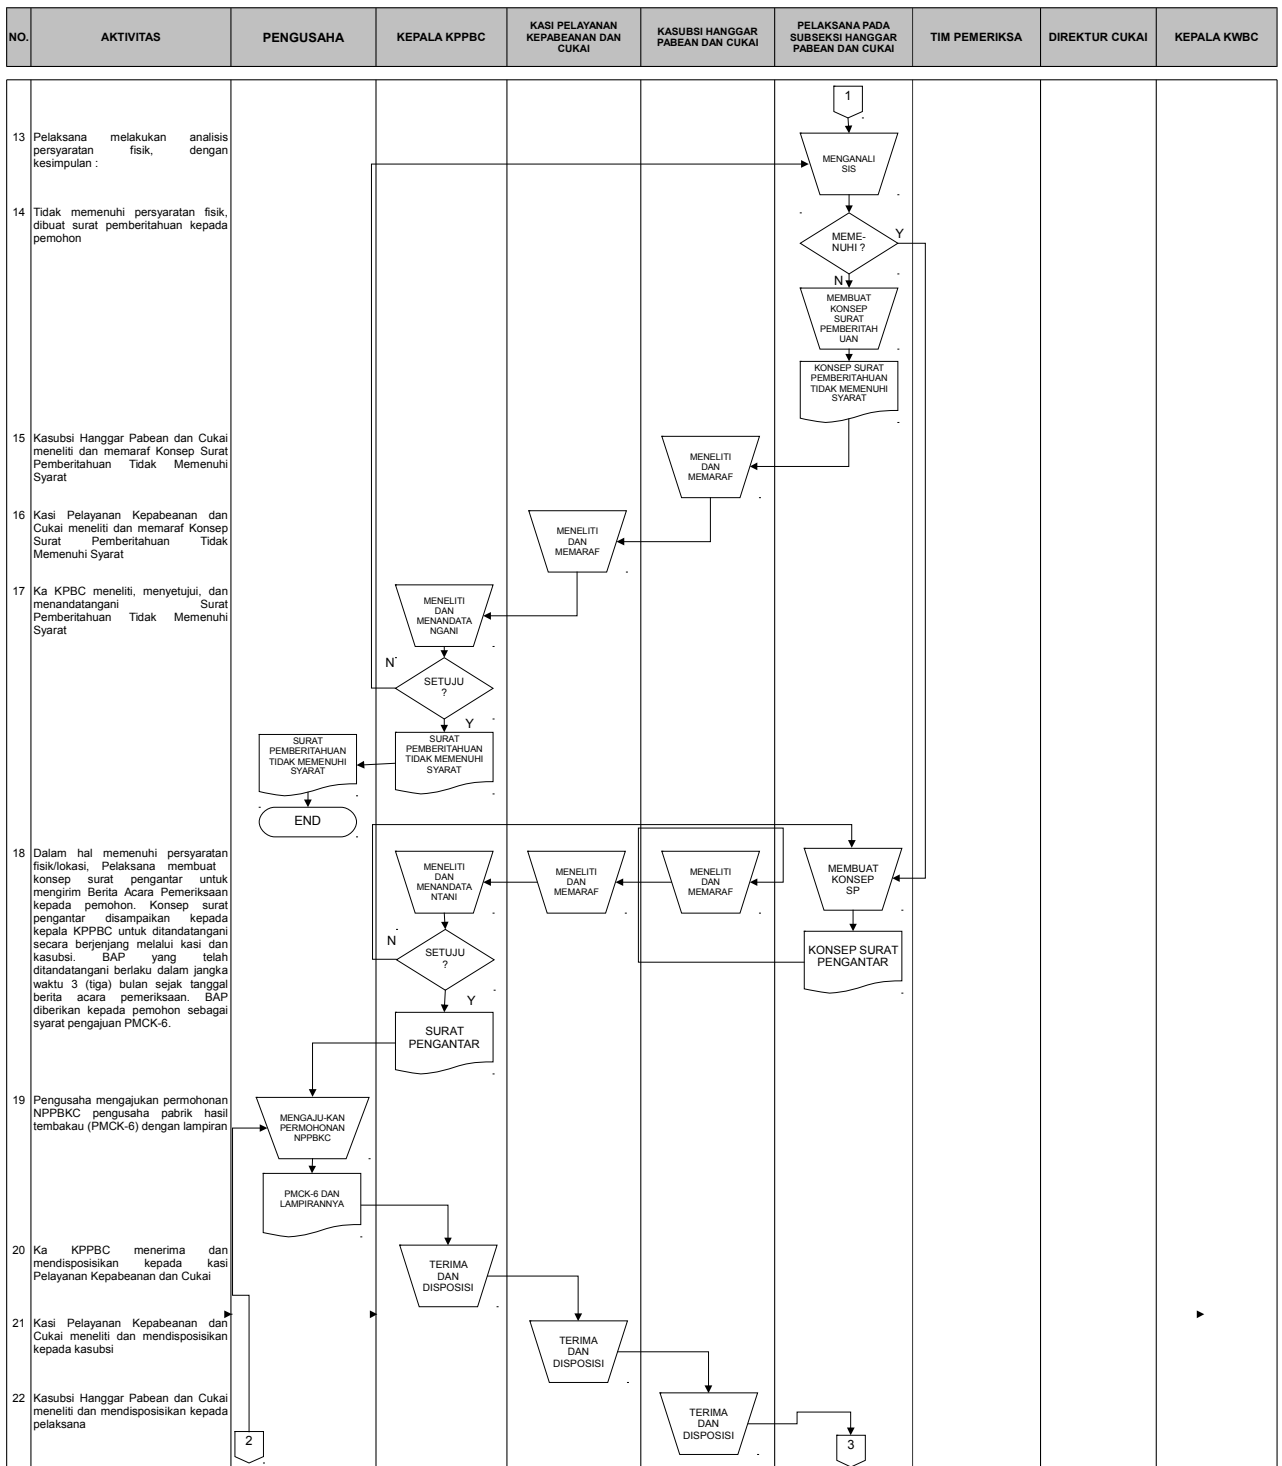 NO.
AKTIVITAS
PENGUSAHA
KEPALA KPPBC
KASI PELAYANAN
KEPABEANAN DAN
CUKAI
KASUBSI HANGGAR
PABEAN DAN CUKAI
PELAKSANA PADA
SUBSEKSI HANGGAR
PABEAN DAN CUKAI
TIM PEMERIKSA
DIREKTUR CUKAI
KEPALA KWBC
1
13 Pelaksana melakukan analisis
persyaratan fisik, dengan
kesimpulan :
MENGANALI
SIS
14 Tidak memenuhi persyaratan fisik,
dibuat surat pemberitahuan kepada
pemohon
MEME-
NUHI ?
Y
N
MEMBUAT
KONSEP
SURAT
PEMBERITAH
UAN
KONSEP SURAT
PEMBERITAHUAN
TIDAK MEMENUHI
SYARAT
15 Kasubsi Hanggar Pabean dan Cukai
meneliti dan memaraf Konsep Surat
Pemberitahuan Tidak Memenuhi
Syarat
MENELITI
DAN
MEMARAF
16 Kasi Pelayanan Kepabeanan dan
Cukai meneliti dan memaraf Konsep
Surat Pemberitahuan Tidak
Memenuhi Syarat
MENELITI
DAN
MEMARAF
17 Ka KPBC meneliti, menyetujui, dan
menandatangani Surat
Pemberitahuan Tidak Memenuhi
Syarat
MENELITI
DAN
MENANDATA
NGANI
N
SETUJU
?
Y
SURAT
PEMBERITAHUAN
TIDAK MEMENUHI
SYARAT
SURAT
PEMBERITAHUAN
TIDAK MEMENUHI
SYARAT
END
18 Dalam hal memenuhi persyaratan
fisik/lokasi, Pelaksana membuat
konsep surat pengantar untuk
mengirim Berita Acara Pemeriksaan
kepada pemohon. Konsep surat
pengantar disampaikan kepada
kepala KPPBC untuk ditandatangani
secara berjenjang melalui kasi dan
kasubsi. BAP yang telah
ditandatangani berlaku dalam jangka
waktu 3 (tiga) bulan sejak tanggal
berita acara pemeriksaan. BAP
diberikan kepada pemohon sebagai
syarat pengajuan PMCK-6.
MENELITI
DAN
MENANDATA
NTANI
MENELITI
DAN
MEMARAF
MENELITI
DAN
MEMARAF
MEMBUAT
KONSEP
SP
N
SETUJU
?
Y
KONSEP SURAT
PENGANTAR
SURAT
PENGANTAR
19 Pengusaha mengajukan permohonan
NPPBKC pengusaha pabrik hasil
tembakau (PMCK-6) dengan lampiran
MENGAJU-KAN
PERMOHONAN
NPPBKC
PMCK-6 DAN
LAMPIRANNYA
20 Ka KPPBC menerima dan
mendisposisikan kepada kasi
Pelayanan Kepabeanan dan Cukai
TERIMA
DAN
DISPOSISI
21 Kasi Pelayanan Kepabeanan dan
Cukai meneliti dan mendisposisikan
kepada kasubsi
TERIMA
DAN
DISPOSISI
22 Kasubsi Hanggar Pabean dan Cukai
meneliti dan mendisposisikan kepada
pelaksana
TERIMA
DAN
DISPOSISI
2
3